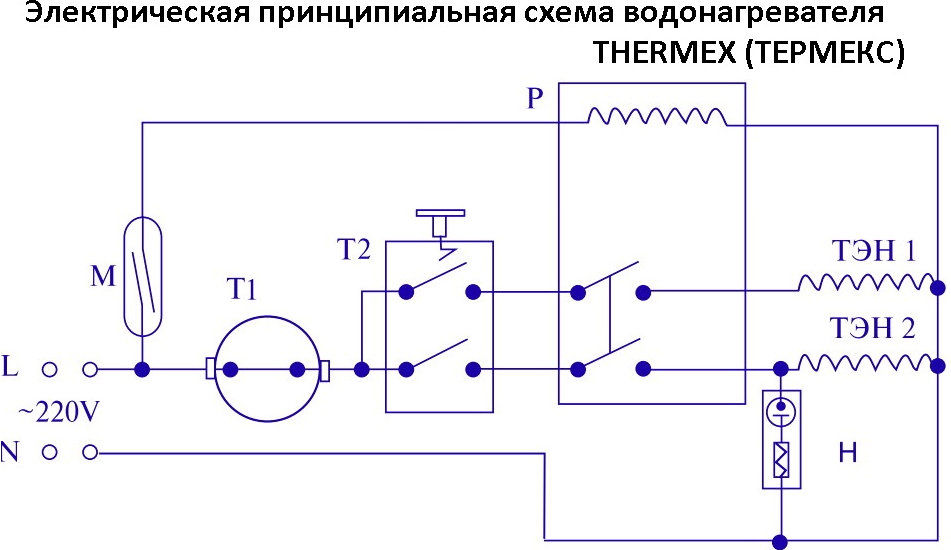 Электрическая принципиальная схема водонагревателя
THERMEX (ТЕРМЕКС)
P
T2
ТЭН 1
M
T1
ТЭН 2
L
~220V
N
H